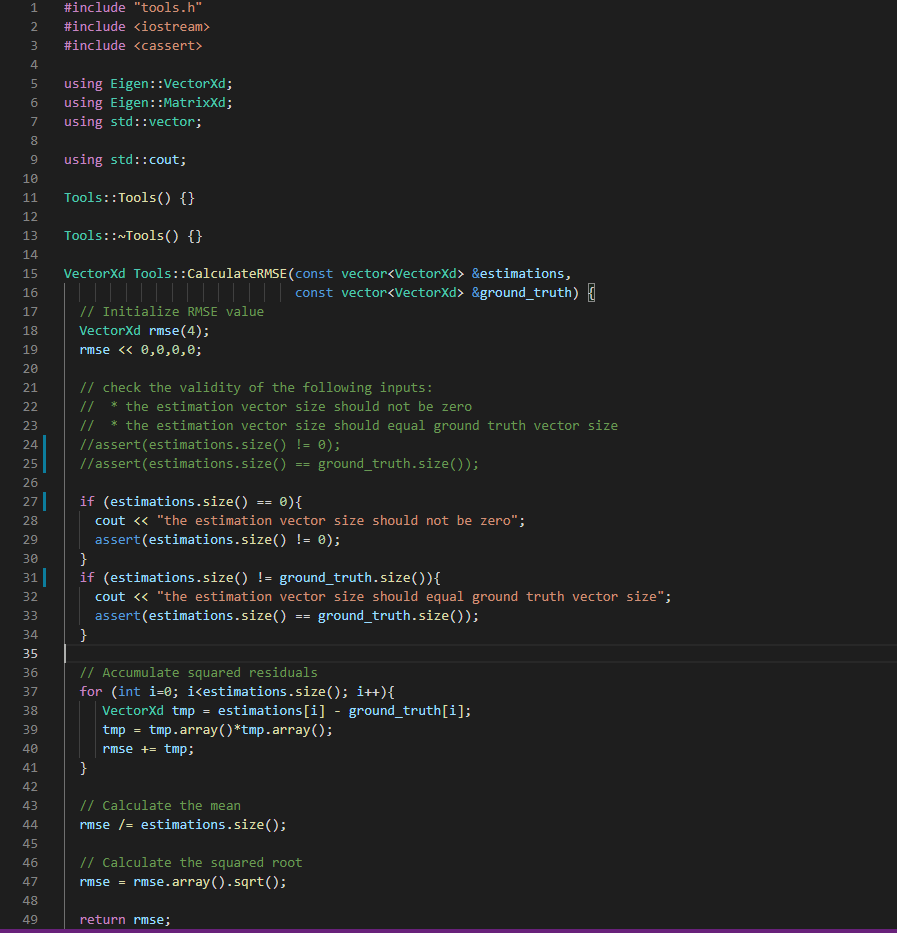 1 #include "tools.h"
2 #include <iostream>
3 #include <cassert>
4
5 using Eigen::VectorXd;
6 using Eigen::MatrixXd;
7 using std::vector;
8
9 using std::cout;
10
11 Tools::Tools() {}
12
13 Tools::~Tools() {}
14
15 VectorXd Tools::CalculateRMSE(const vector<VectorXd> &estimations,
16                               const vector<VectorXd> &ground_truth) {
17   // Initialize RMSE value
18   VectorXd rmse(4);
19   rmse << 0,0,0,0;
20
21   // check the validity of the following inputs:
22   //  * the estimation vector size should not be zero
23   //  * the estimation vector size should equal ground truth vector size
24   //assert(estimations.size() != 0);
25   //assert(estimations.size() == ground_truth.size());
26
27   if (estimations.size() == 0){
28     cout << "the estimation vector size should not be zero";
29     assert(estimations.size() != 0);
30   }
31   if (estimations.size() != ground_truth.size()){
32     cout << "the estimation vector size should equal ground truth vector size";
33     assert(estimations.size() == ground_truth.size());
34   }
35
36   // Accumulate squared residuals
37   for (int i=0; i<estimations.size(); i++){
38      VectorXd tmp = estimations[i] - ground_truth[i];
39      tmp = tmp.array()*tmp.array();
40      rmse += tmp;
41   }
42
43   // Calculate the mean
44   rmse /= estimations.size();
45
46   // Calculate the squared root
47   rmse = rmse.array().sqrt();
48
49   return rmse;